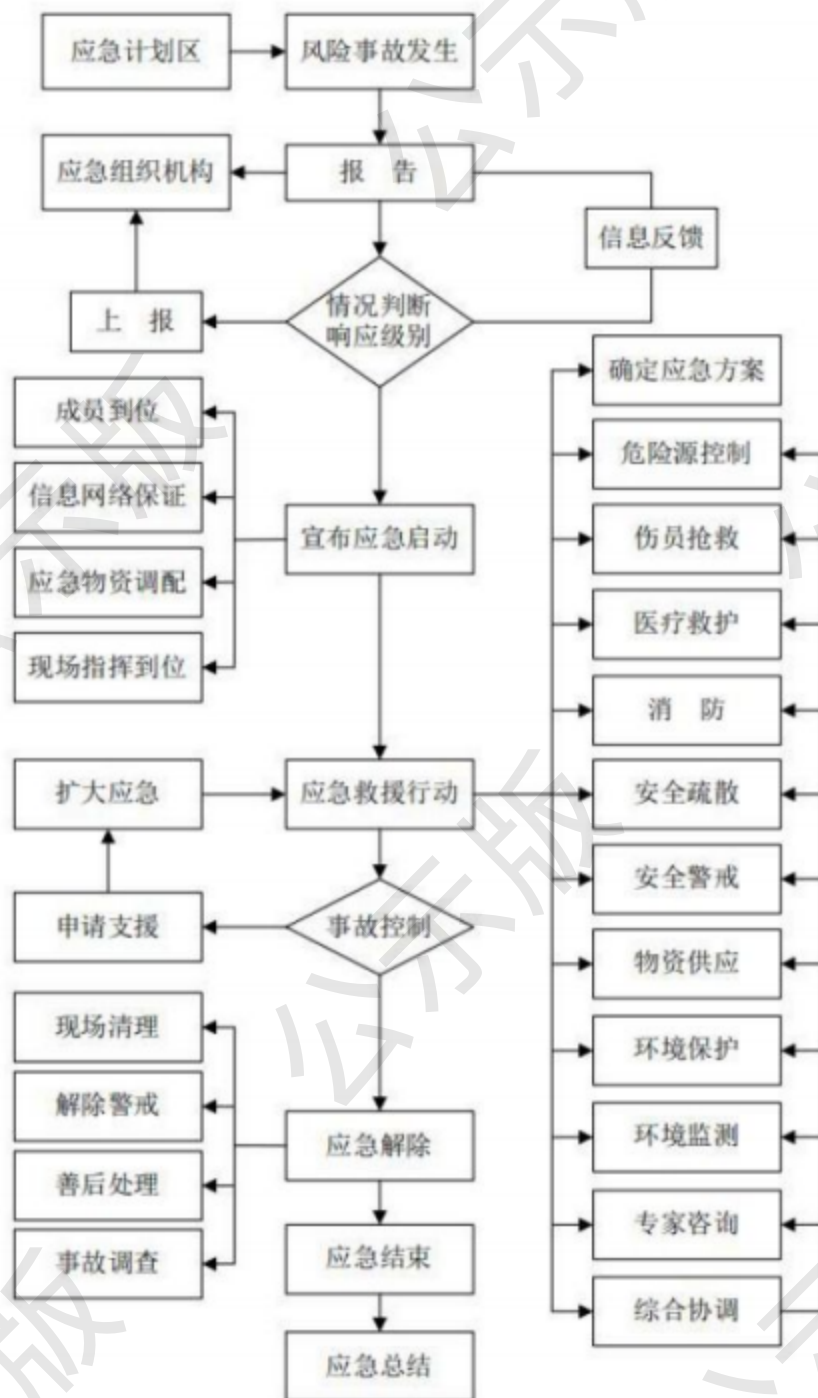 应急计划区
风险事故发生
应急组织机构
报 告
信息反馈
上 报
情况判断
响应级别
确定应急方案
成员到位
危险源控制
信息网络保证
宣布应急启动
伤员抢救
应急物资调配
医疗救护
现场指挥到位
消 防
扩大应急
应急救援行动
安全疏散
安全警戒
申请支援
事故控制
物资供应
现场清理
环境保护
解除警戒
应急解除
环境监测
善后处理
专家咨询
事故调查
应急结束
综合协调
应急总结
公示版